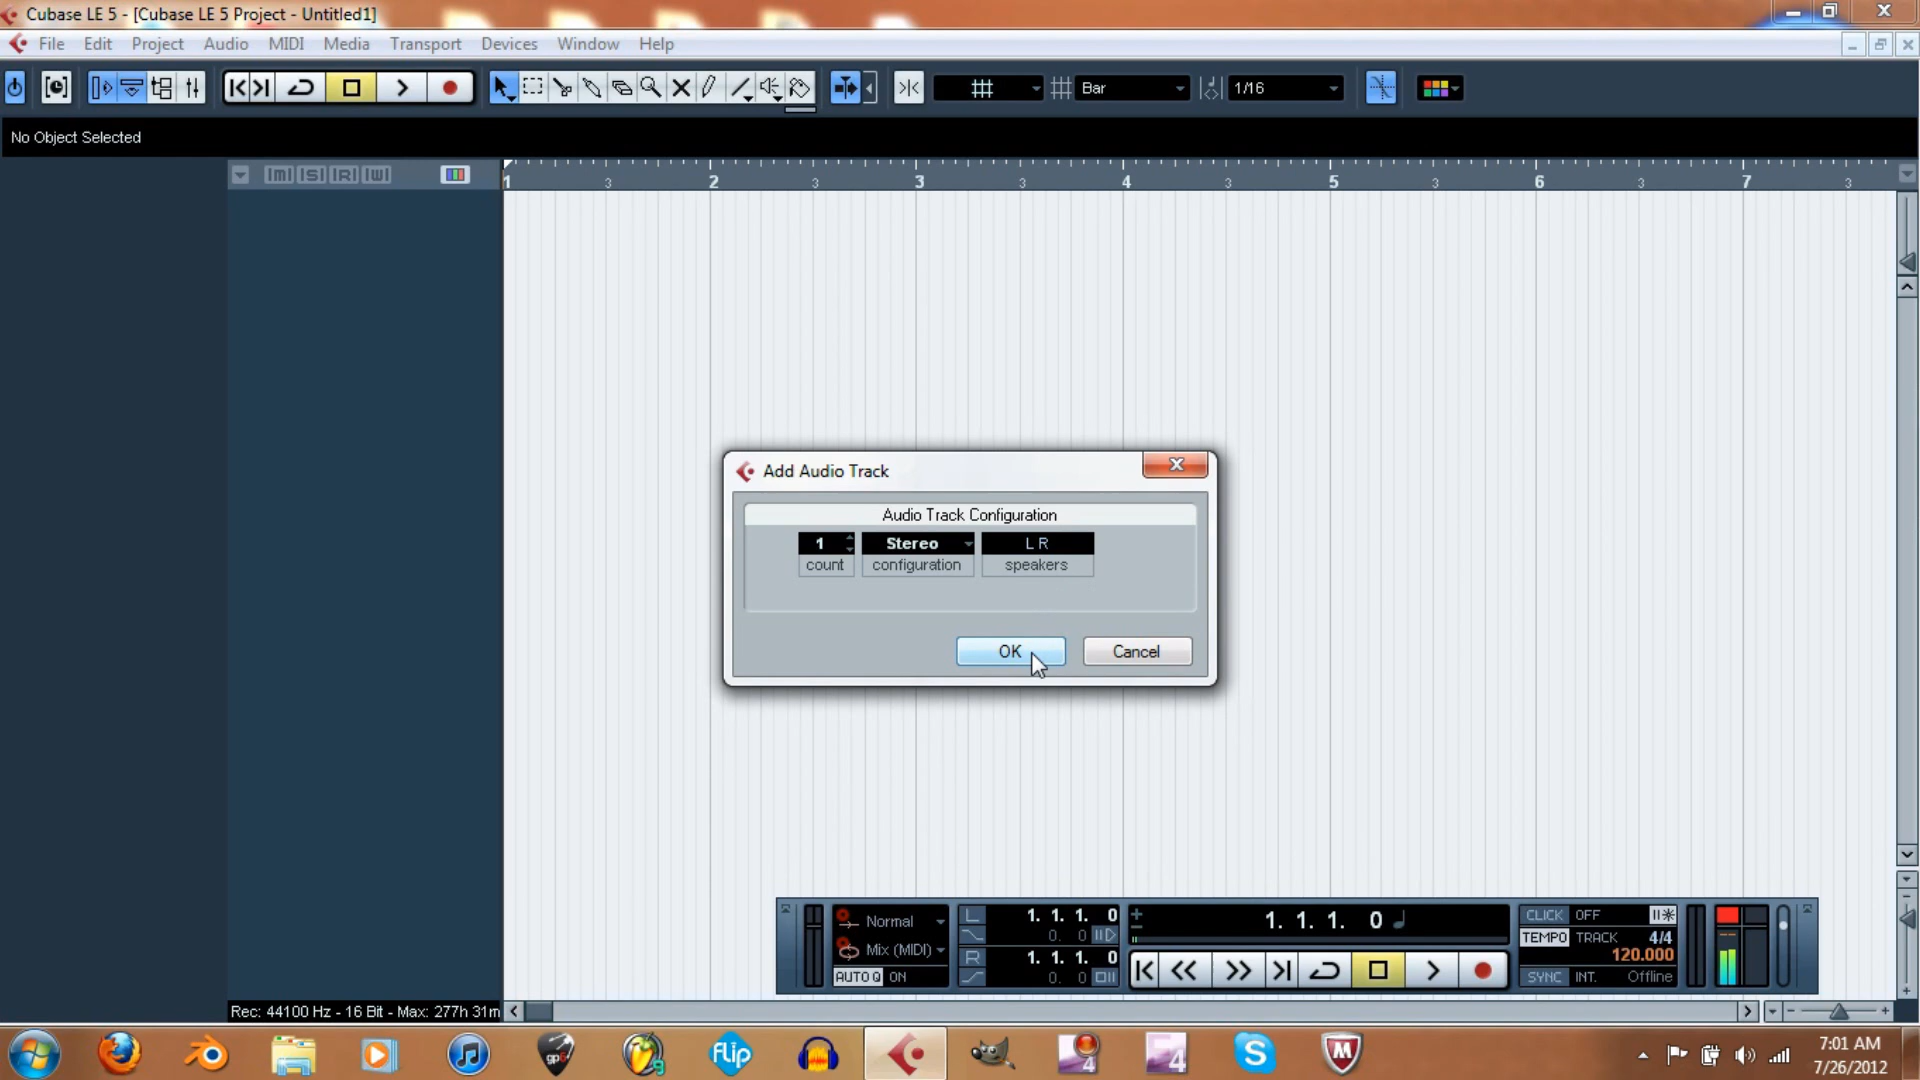 Cubase LE 5 - [Cubase LE 5 Project - Untitled1]
File Edit Project Audio MIDI Media Transport Devices Window Help
Bar 1/16
No Object Selected
M S R W
1 3 2 3 3 3 4 3 5 3 6 3 7 3
Add Audio Track
Audio Track Configuration
1 Stereo L R
count configuration speakers
OK Cancel
Normal L 1. 1. 1. 0 1. 1. 1. 0 CLICK OFF
0. 0
Mix (MIDI) R 1. 1. 1. 0 TEMPO TRACK 4/4
120.000
AUTO Q ON 0. 0 SYNC INT. Offline
Rec: 44100 Hz - 16 Bit - Max: 277h 31m
gp6 9 flip 4 4 S M
7:01 AM
7/26/2012